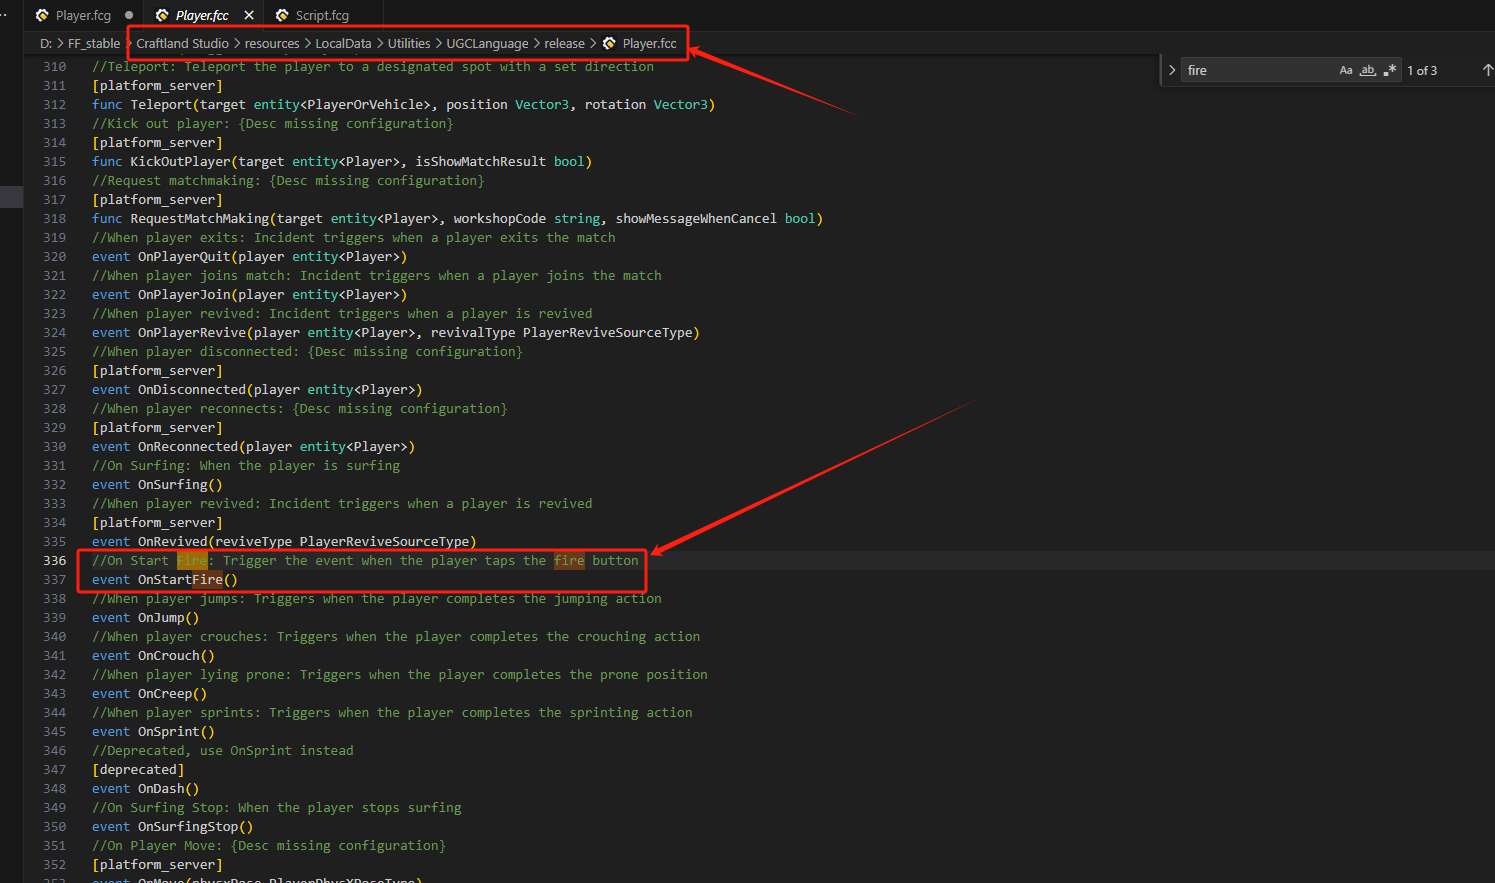 Player.fcg
Player.fcc
Script.fcg
D: > FF_stable > Craftland Studio > resources > LocalData > Utilities > UGCLanguage > release > Player.fcc
fire
Aa ab .* 1 of 3
310 //Teleport: Teleport the player to a designated spot with a set direction
311 [platform_server]
312 func Teleport(target entity<PlayerOrVehicle>, position Vector3, rotation Vector3)
313 //Kick out player: {Desc missing configuration}
314 [platform_server]
315 func KickOutPlayer(target entity<Player>, isShowMatchResult bool)
316 //Request matchmaking: {Desc missing configuration}
317 [platform_server]
318 func RequestMatchMaking(target entity<Player>, workshopCode string, showMessageWhenCancel bool)
319 //When player exits: Incident triggers when a player exits the match
320 event OnPlayerQuit(player entity<Player>)
321 //When player joins match: Incident triggers when a player joins the match
322 event OnPlayerJoin(player entity<Player>)
323 //When player revived: Incident triggers when a player is revived
324 event OnPlayerRevive(player entity<Player>, revivalType PlayerReviveSourceType)
325 //When player disconnected: {Desc missing configuration}
326 [platform_server]
327 event OnDisconnected(player entity<Player>)
328 //When player reconnects: {Desc missing configuration}
329 [platform_server]
330 event OnReconnected(player entity<Player>)
331 //On Surfing: When the player is surfing
332 event OnSurfing()
333 //When player revived: Incident triggers when a player is revived
334 [platform_server]
335 event OnRevived(reviveType PlayerReviveSourceType)
336 //On Start Fire: Trigger the event when the player taps the fire button
337 event OnStartFire()
338 //When player jumps: Triggers when the player completes the jumping action
339 event OnJump()
340 //When player crouches: Triggers when the player completes the crouching action
341 event OnCrouch()
342 //When player lying prone: Triggers when the player completes the prone position
343 event OnCreep()
344 //When player sprints: Triggers when the player completes the sprinting action
345 event OnSprint()
346 //Deprecated, use OnSprint instead
347 [deprecated]
348 event OnDash()
349 //On Surfing Stop: When the player stops surfing
350 event OnSurfingStop()
351 //On Player Move: {Desc missing configuration}
352 [platform_server]
353 event OnMove(physxPose PlayerPhysXPoseType)